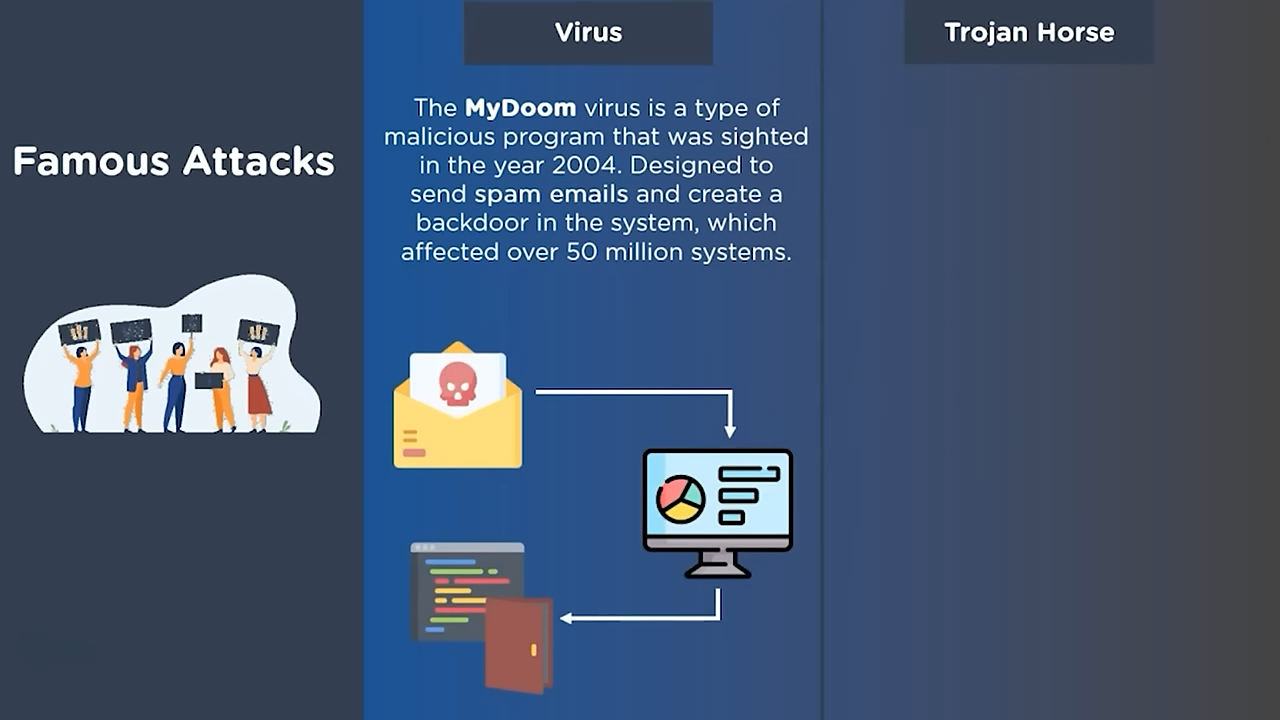 Famous Attacks
Virus
The MyDoom virus is a type of
malicious program that was sighted
in the year 2004. Designed to
send spam emails and create a
backdoor in the system, which
affected over 50 million systems.
Trojan Horse